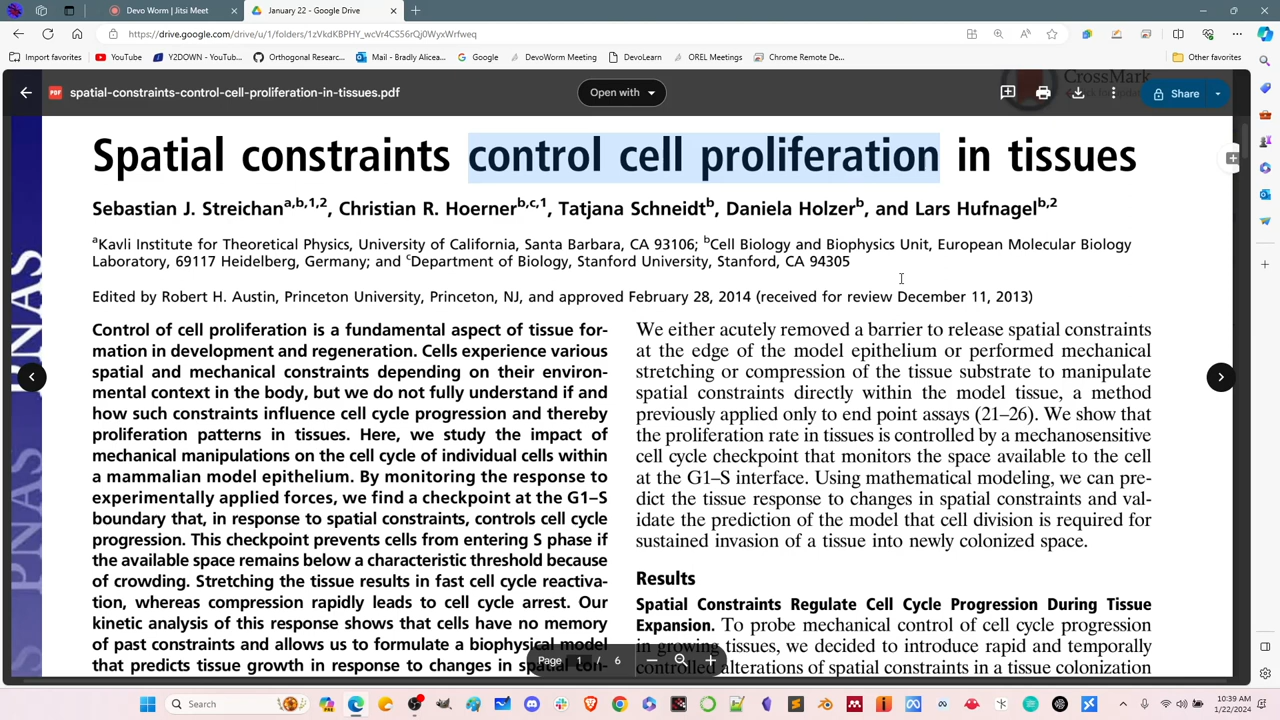 Devo Worm | Jitsi Meet
January 22 - Google Drive
https://drive.google.com/drive/u/1/folders/1zVkdKBPHY_wcVr4CS56rQj0WyxWrfweq
Import favorites
YouTube
Y2DOWN - YouTub...
Orthogonal Researc...
Mail - Bradly Alicea...
Google
DevoWorm Meeting
DevoLearn
OREL Meetings
Chrome Remote De...
Other favorites
CrossMark
spatial-constraints-control-cell-proliferation-in-tissues.pdf
Open with
Share
PNAS
Spatial constraints control cell proliferation in tissues
Sebastian J. Streichan a,b,1,2, Christian R. Hoerner b,c,1, Tatjana Schneidt b, Daniela Holzer b, and Lars Hufnagel b,2
a Kavli Institute for Theoretical Physics, University of California, Santa Barbara, CA 93106; b Cell Biology and Biophysics Unit, European Molecular Biology
Laboratory, 69117 Heidelberg, Germany; and c Department of Biology, Stanford University, Stanford, CA 94305
Edited by Robert H. Austin, Princeton University, Princeton, NJ, and approved February 28, 2014 (received for review December 11, 2013)
Control of cell proliferation is a fundamental aspect of tissue for-
mation in development and regeneration. Cells experience various
spatial and mechanical constraints depending on their environ-
mental context in the body, but we do not fully understand if and
how such constraints influence cell cycle progression and thereby
proliferation patterns in tissues. Here, we study the impact of
mechanical manipulations on the cell cycle of individual cells within
a mammalian model epithelium. By monitoring the response to
experimentally applied forces, we find a checkpoint at the G1–S
boundary that, in response to spatial constraints, controls cell cycle
progression. This checkpoint prevents cells from entering S phase if
the available space remains below a characteristic threshold because
of crowding. Stretching the tissue results in fast cell cycle reactiva-
tion, whereas compression rapidly leads to cell cycle arrest. Our
kinetic analysis of this response shows that cells have no memory
of past constraints and allows us to formulate a biophysical model
that predicts tissue growth in response to changes in spatial con-
We either acutely removed a barrier to release spatial constraints
at the edge of the model epithelium or performed mechanical
stretching or compression of the tissue substrate to manipulate
spatial constraints directly within the model tissue, a method
previously applied only to end point assays (21–26). We show that
the proliferation rate in tissues is controlled by a mechanosensitive
cell cycle checkpoint that monitors the space available to the cell
at the G1–S interface. Using mathematical modeling, we can pre-
dict the tissue response to changes in spatial constraints and val-
idate the prediction of the model that cell division is required for
sustained invasion of a tissue into newly colonized space.
Results
Spatial Constraints Regulate Cell Cycle Progression During Tissue
Expansion. To probe mechanical control of cell cycle progression
in growing tissues, we decided to introduce rapid and temporally
controlled alterations of spatial constraints in a tissue colonization
Page 1 / 6
Search
10:39 AM
1/22/2024